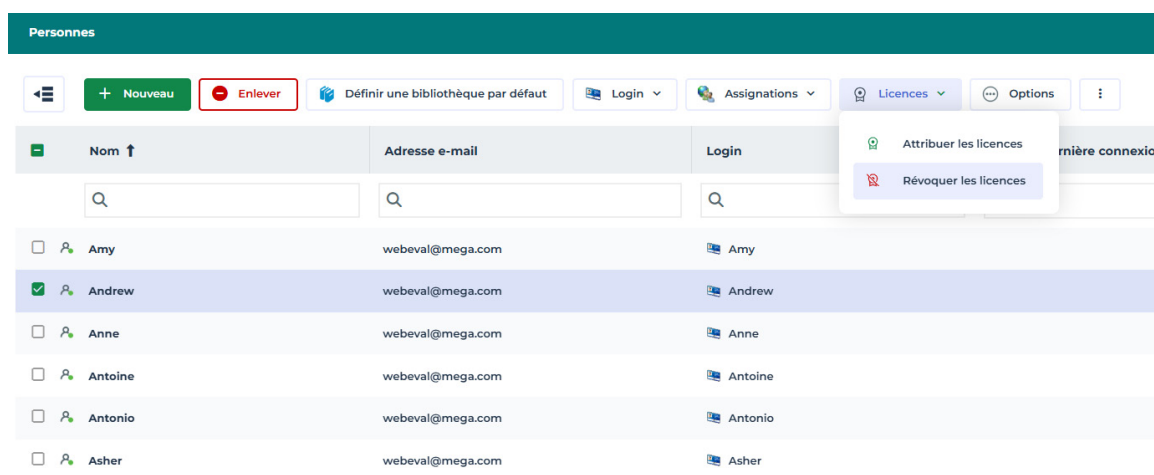 Personnes
Nouveau Enlever Définir une bibliothèque par défaut Login Assignations Licences Options
Attribuer les licences
Révoquer les licences
Nom Adresse e-mail Login
Amy webeval@mega.com Amy
Andrew webeval@mega.com Andrew
Anne webeval@mega.com Anne
Antoine webeval@mega.com Antoine
Antonio webeval@mega.com Antonio
Asher webeval@mega.com Asher